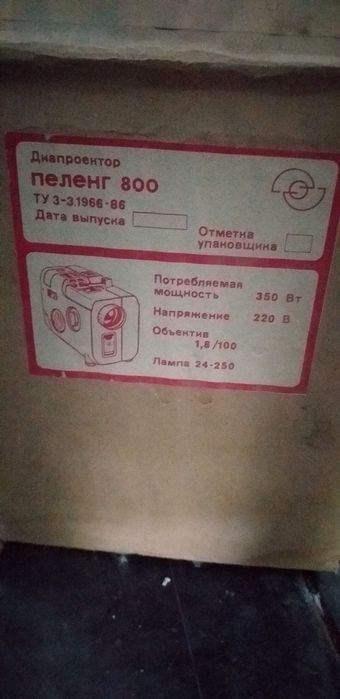 Диапроектор
пеленг 800
ТУ 3-3.1966-86
Дата выпуска
Отметка
упаковщика
Потребляемая
мощность 350 Вт
Напряжение 220 В
Объектив
1,8/100
Лампа 24-250